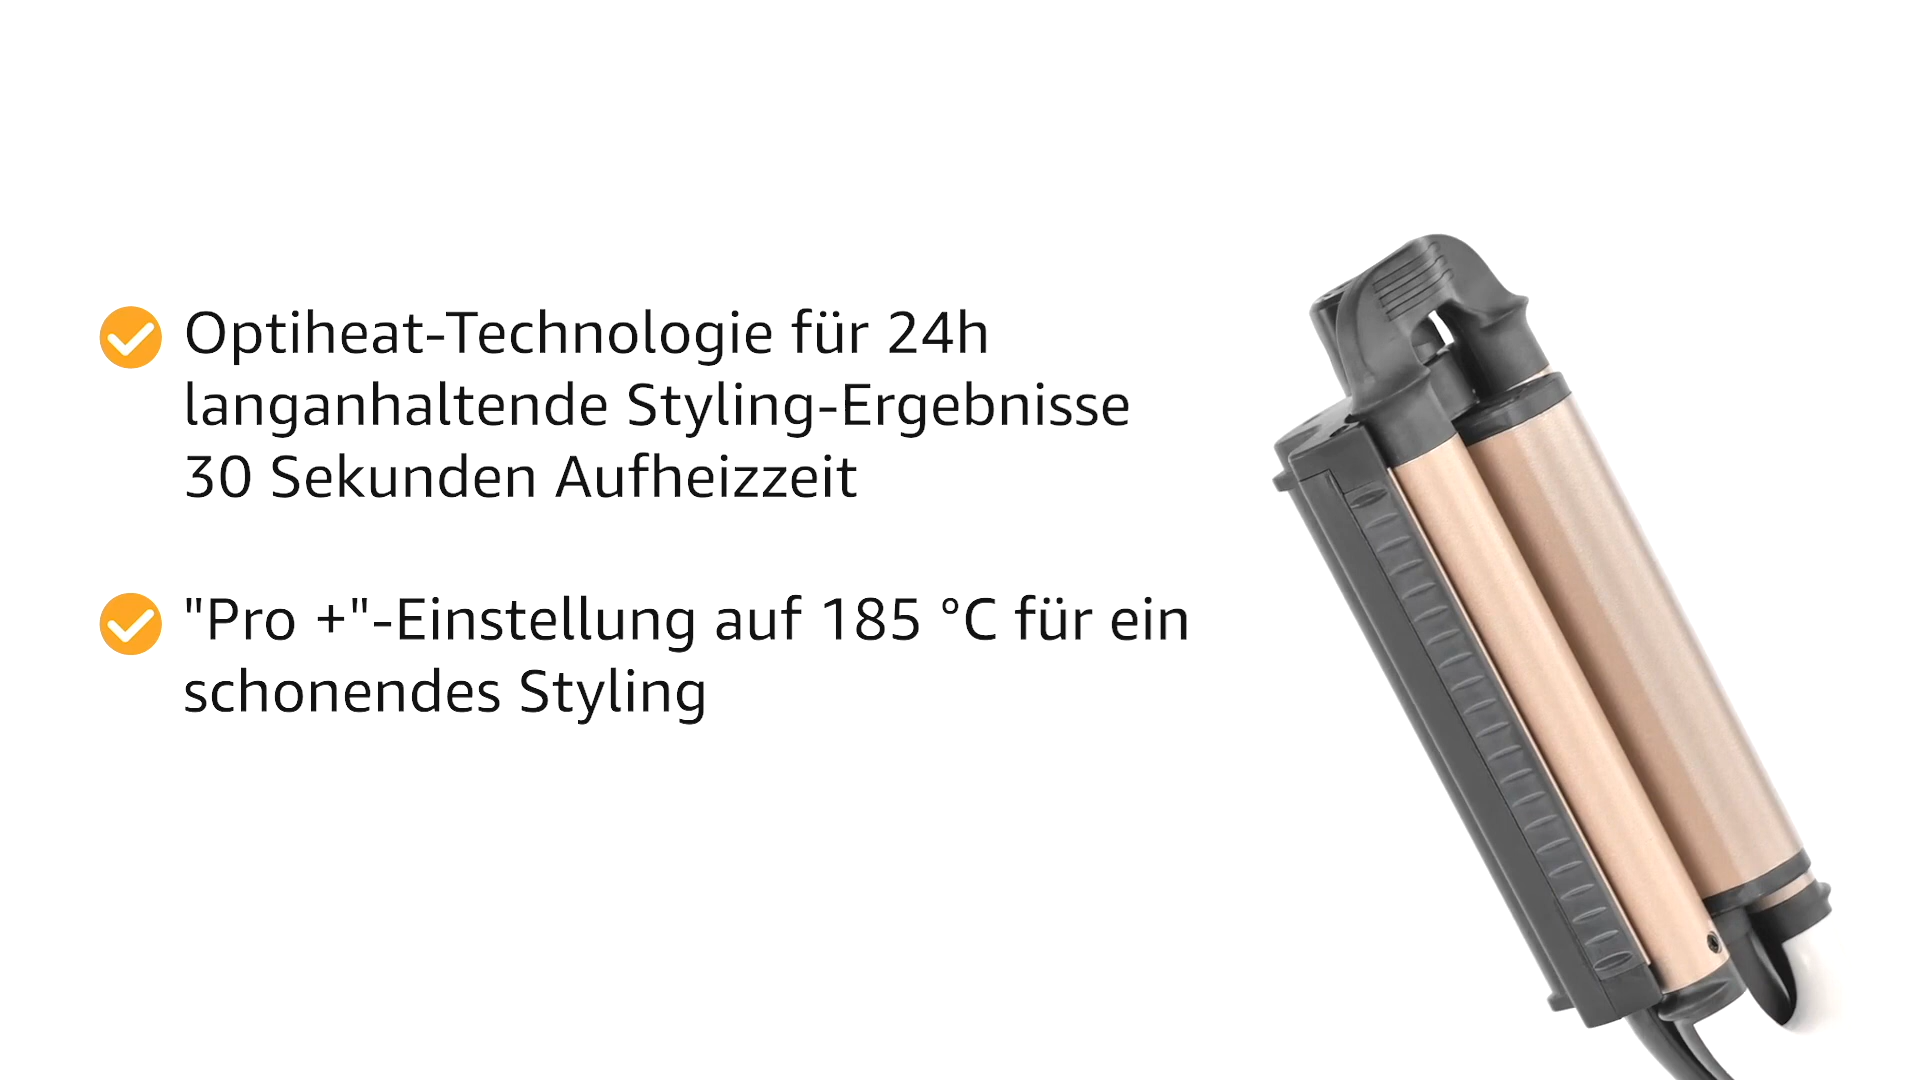 Optiheat-Technologie für 24h
langanhaltende Styling-Ergebnisse
30 Sekunden Aufheizzeit
"Pro +"-Einstellung auf 185 °C für ein
schonendes Styling